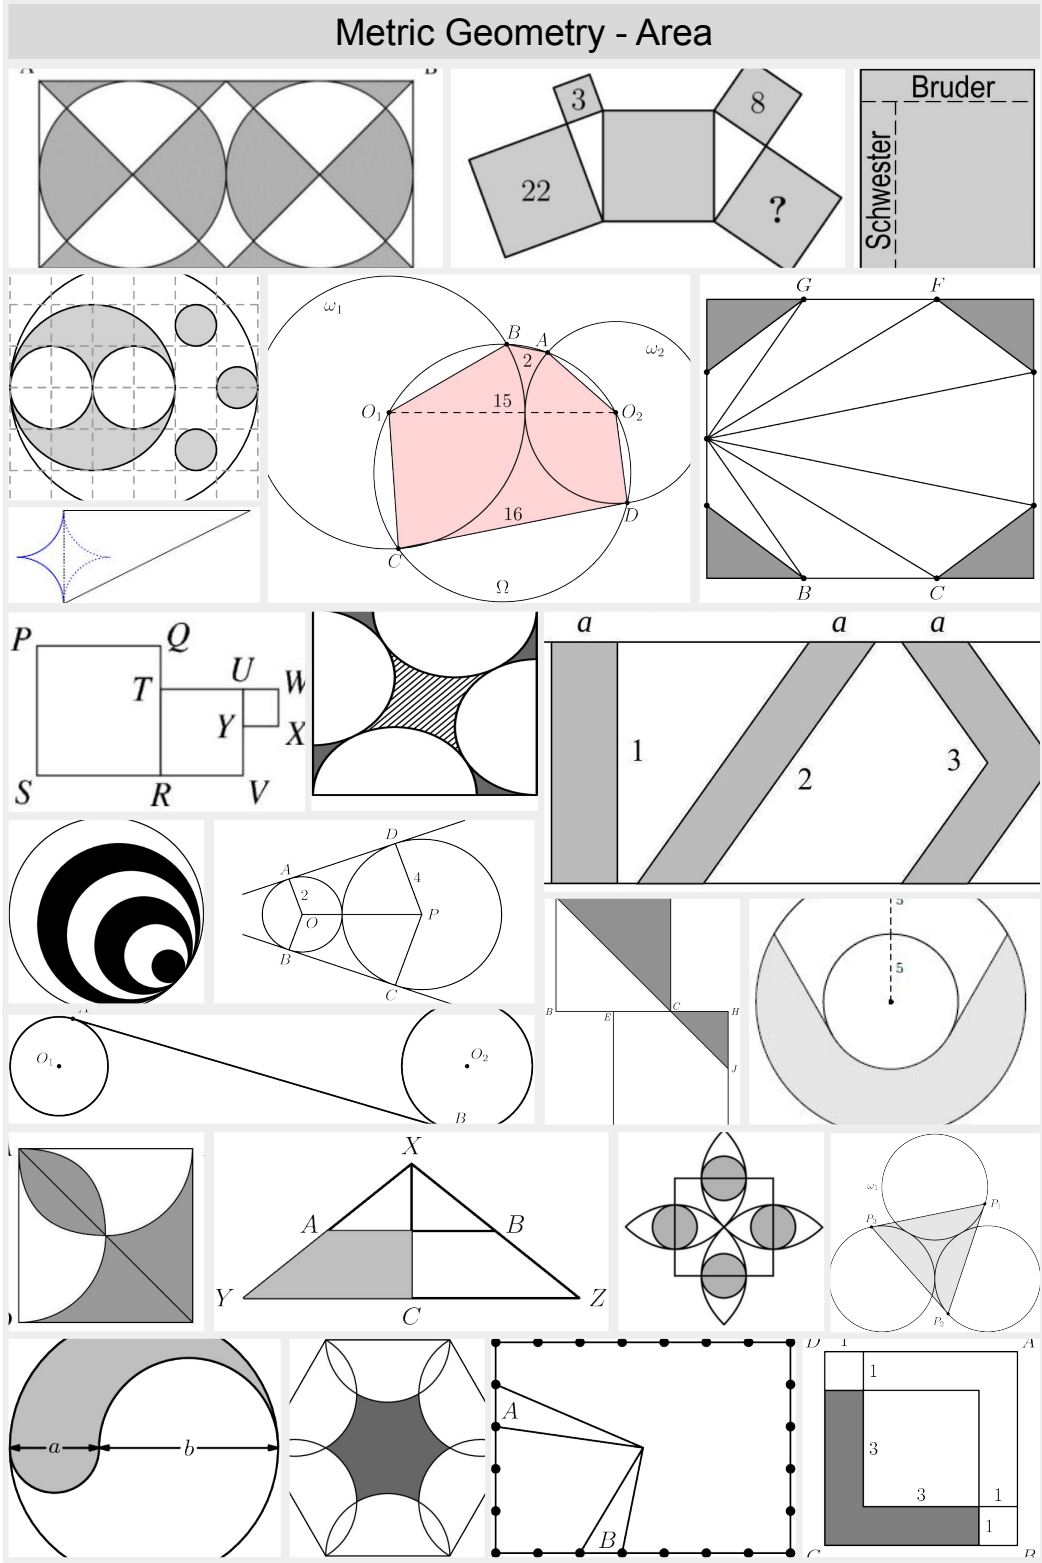 Metric Geometry - Area
A B
3
22
8
?
Bruder
Schwester
ω1
ω2
B A
2
O1 15 O2
16
C D
Ω
G F
B C
P Q
U W
T
Y X
S R V
a a a
1
2
3
D
A
2
4
O P
B
C
B E C H
J
5
5
A
O1
O2
B
X
A B
Y C Z
ω1
P1
P3
P2
a b
A
B
D 1 A
1
3
3 1
1
C B